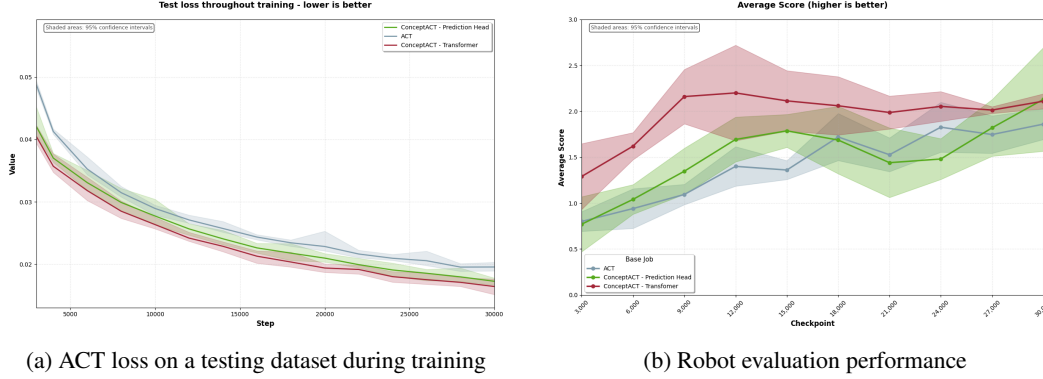 Test loss throughout training - lower is better
Shaded areas: 95% confidence intervals
ConceptACT - Prediction Head
ACT
ConceptACT - Transformer
0.05
0.04
0.03
0.02
Value
5000 10000 15000 20000 25000 30000
Step
(a) ACT loss on a testing dataset during training
Average Score (higher is better)
Shaded areas: 95% confidence intervals
3.0
2.5
2.0
1.5
1.0
0.5
0.0
Average Score
Base Job
ACT
ConceptACT - Prediction Head
ConceptACT - Transfomer
3,000 6,000 9,000 12,000 15,000 18,000 21,000 24,000 27,000 30,000
Checkpoint
(b) Robot evaluation performance